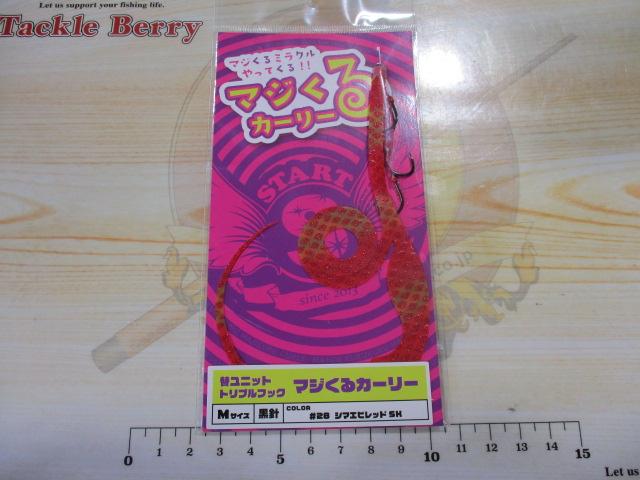 Let us support your fishing life.
Tackle Berry
マジくるミラクル
やってくる!!
マジくる
カーリー
START
since 2013
co.jp
替ユニット
トリプルフック
マジくるカーリー
Mサイズ
黒針
COLOR
#28 シマエビレッド SH
0 1 2 3 4 5 6 7 8 9 10 11 12 13 14 15
Let us